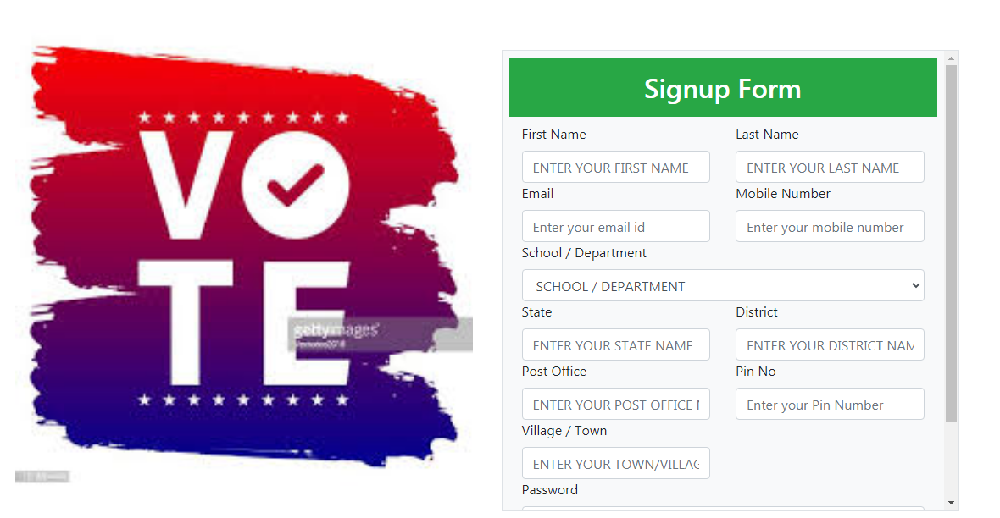 VOTE
gettyimages
Signup Form
First Name Last Name
ENTER YOUR FIRST NAME ENTER YOUR LAST NAME
Email Mobile Number
Enter your email id Enter your mobile number
School / Department
SCHOOL / DEPARTMENT
State District
ENTER YOUR STATE NAME ENTER YOUR DISTRICT NAM
Post Office Pin No
ENTER YOUR POST OFFICE Enter your Pin Number
Village / Town
ENTER YOUR TOWN/VILLAG
Password